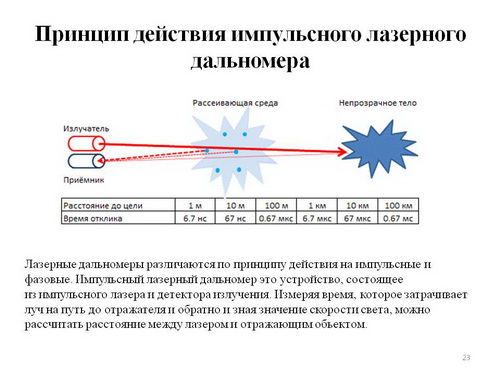 Принцип действия импульсного лазерного
дальномера
Рассеивающая среда
Непрозрачное тело
Излучатель
Приёмник
Расстояние до цели 1 м 10 м 100 м 1 км 10 км 100 км
Время отклика 6.7 нс 67 нс 0.67 мкс 6.7 мкс 67 мкс 0.67 мс
Лазерные дальномеры различаются по принципу действия на импульсные и
фазовые. Импульсный лазерный дальномер это устройство, состоящее
из импульсного лазера и детектора излучения. Измеряя время, которое затрачивает
луч на путь до отражателя и обратно и зная значение скорости света, можно
рассчитать расстояние между лазером и отражающим объектом.
23